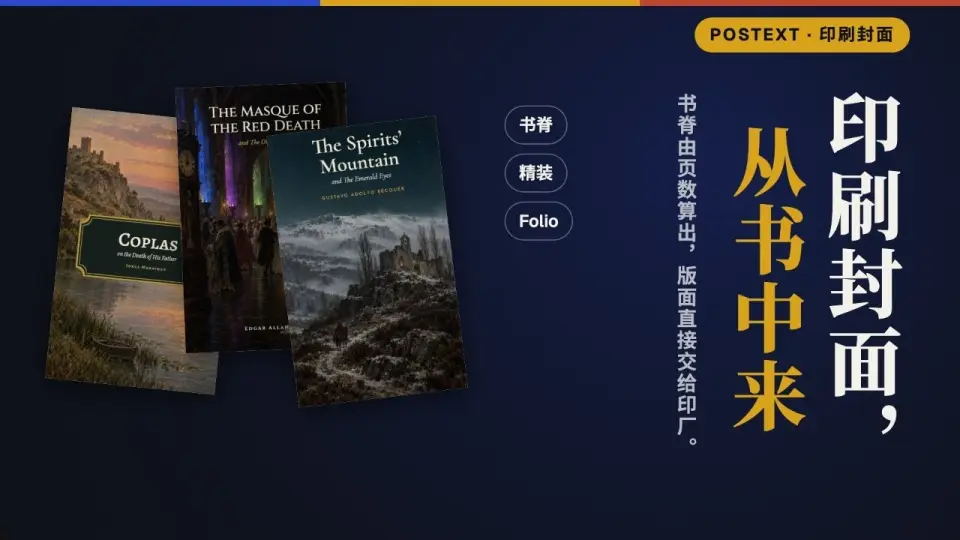 POSTEXT · 印刷封面
印刷封面，
从书中来
书脊由页数算出，版面直接交给印厂。
书脊
精装
Folio
COPLAS
on the Death of His Father
JORGE MANRIQUE
THE MASQUE OF
THE RED DEATH
EDGAR ALLAN
The Spirits’
Mountain
and The Emerald Eyes
GUSTAVO ADOLFO BÉCQUER